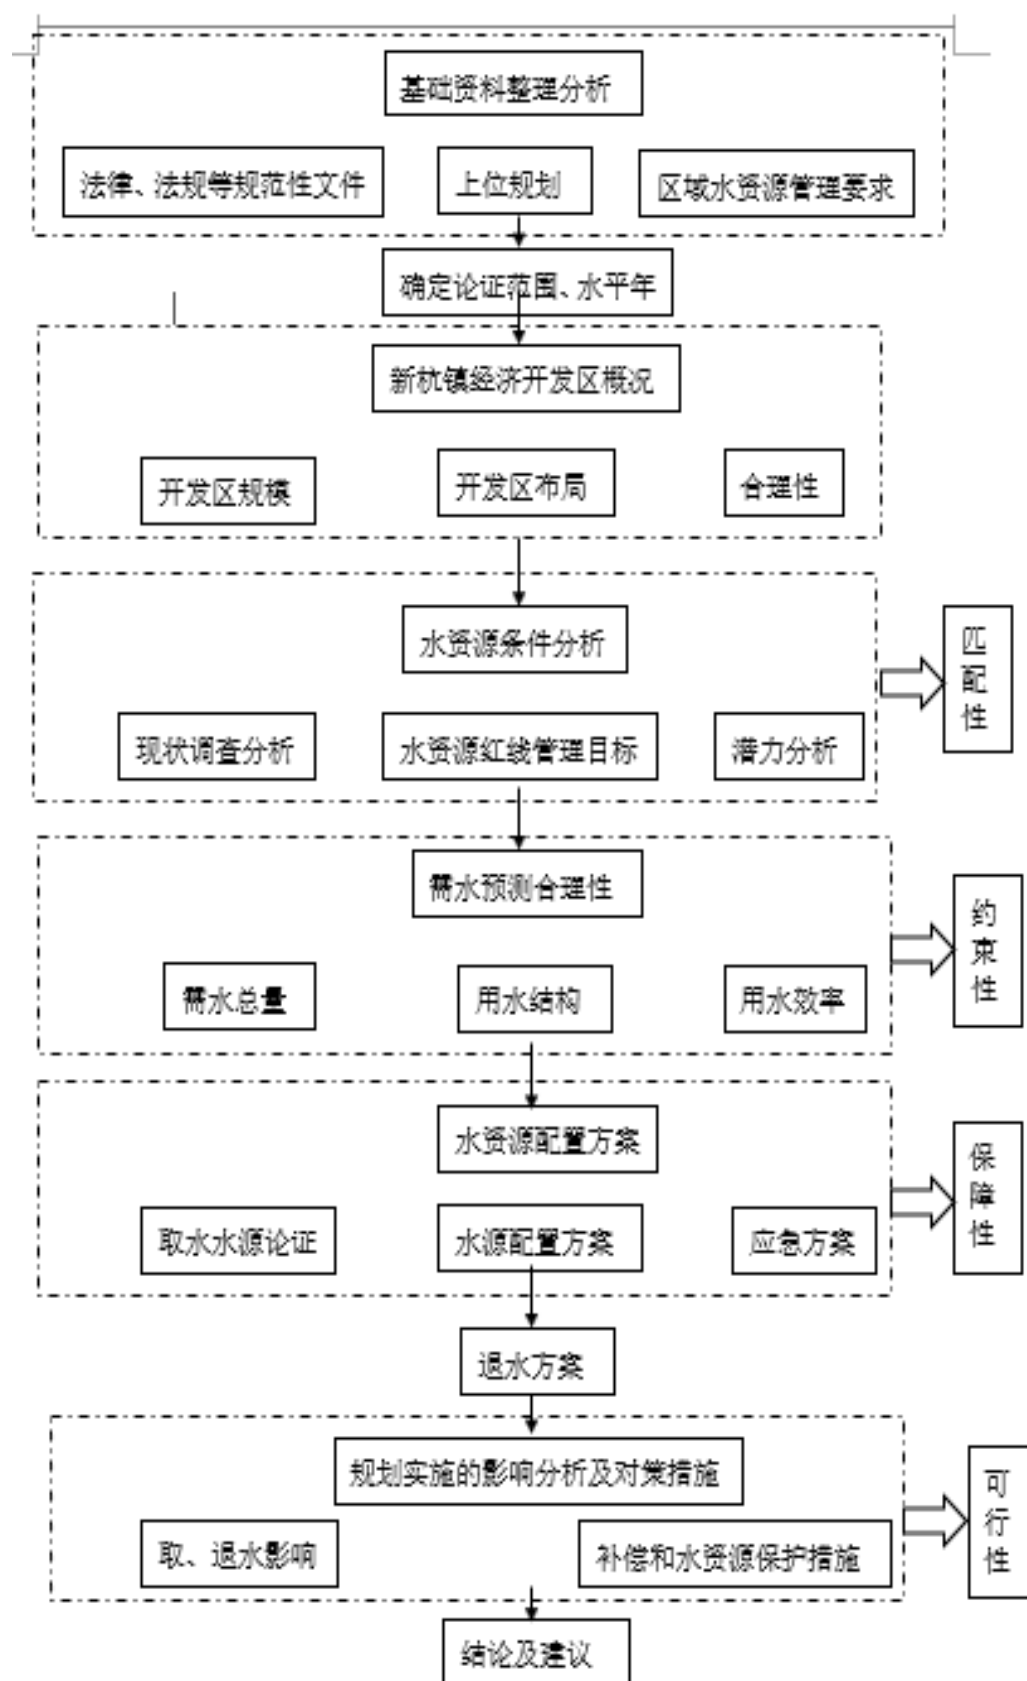 基础资料整理分析
法律、法规等规范性文件
上位规划
区域水资源管理要求
确定论证范围、水平年
新杭镇经济开发区概况
开发区规模
开发区布局
合理性
水资源条件分析
匹配性
现状调查分析
水资源红线管理目标
潜力分析
需水预测合理性
约束性
需水总量
用水结构
用水效率
水资源配置方案
保障性
取水水源论证
水源配置方案
应急方案
退水方案
规划实施的影响分析及对策措施
可行性
取、退水影响
补偿和水资源保护措施
结论及建议